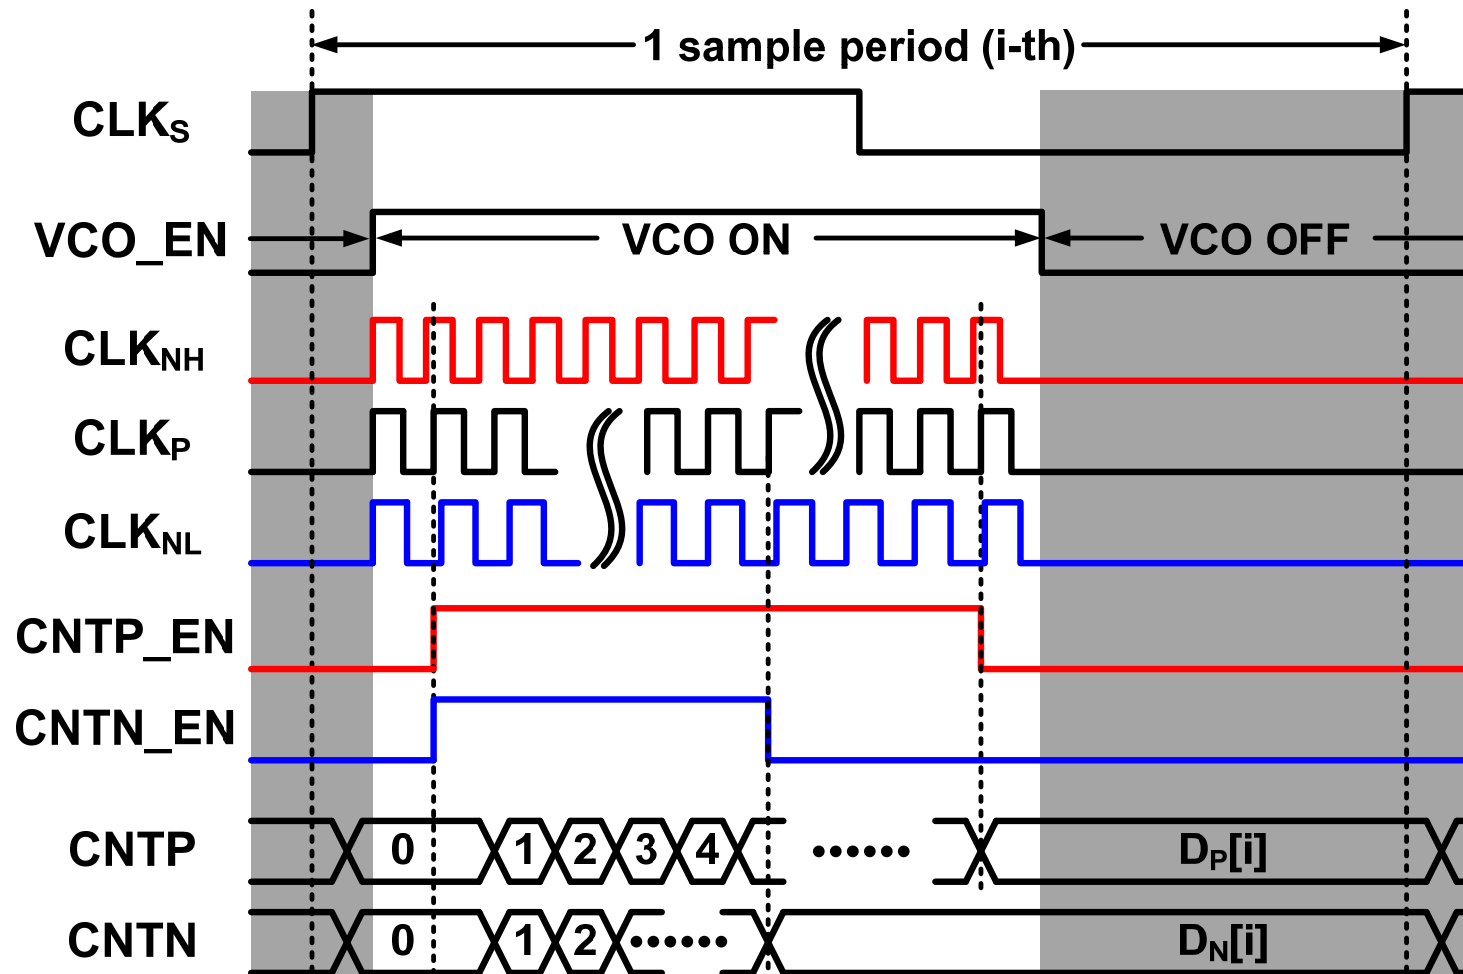 1 sample period (i-th)
CLKS
VCO_EN
VCO ON
VCO OFF
CLKNH
CLKP
CLKNL
CNTP_EN
CNTN_EN
CNTP
0 1 2 3 4 ...... DP[i]
CNTN
0 1 2 ...... DN[i]